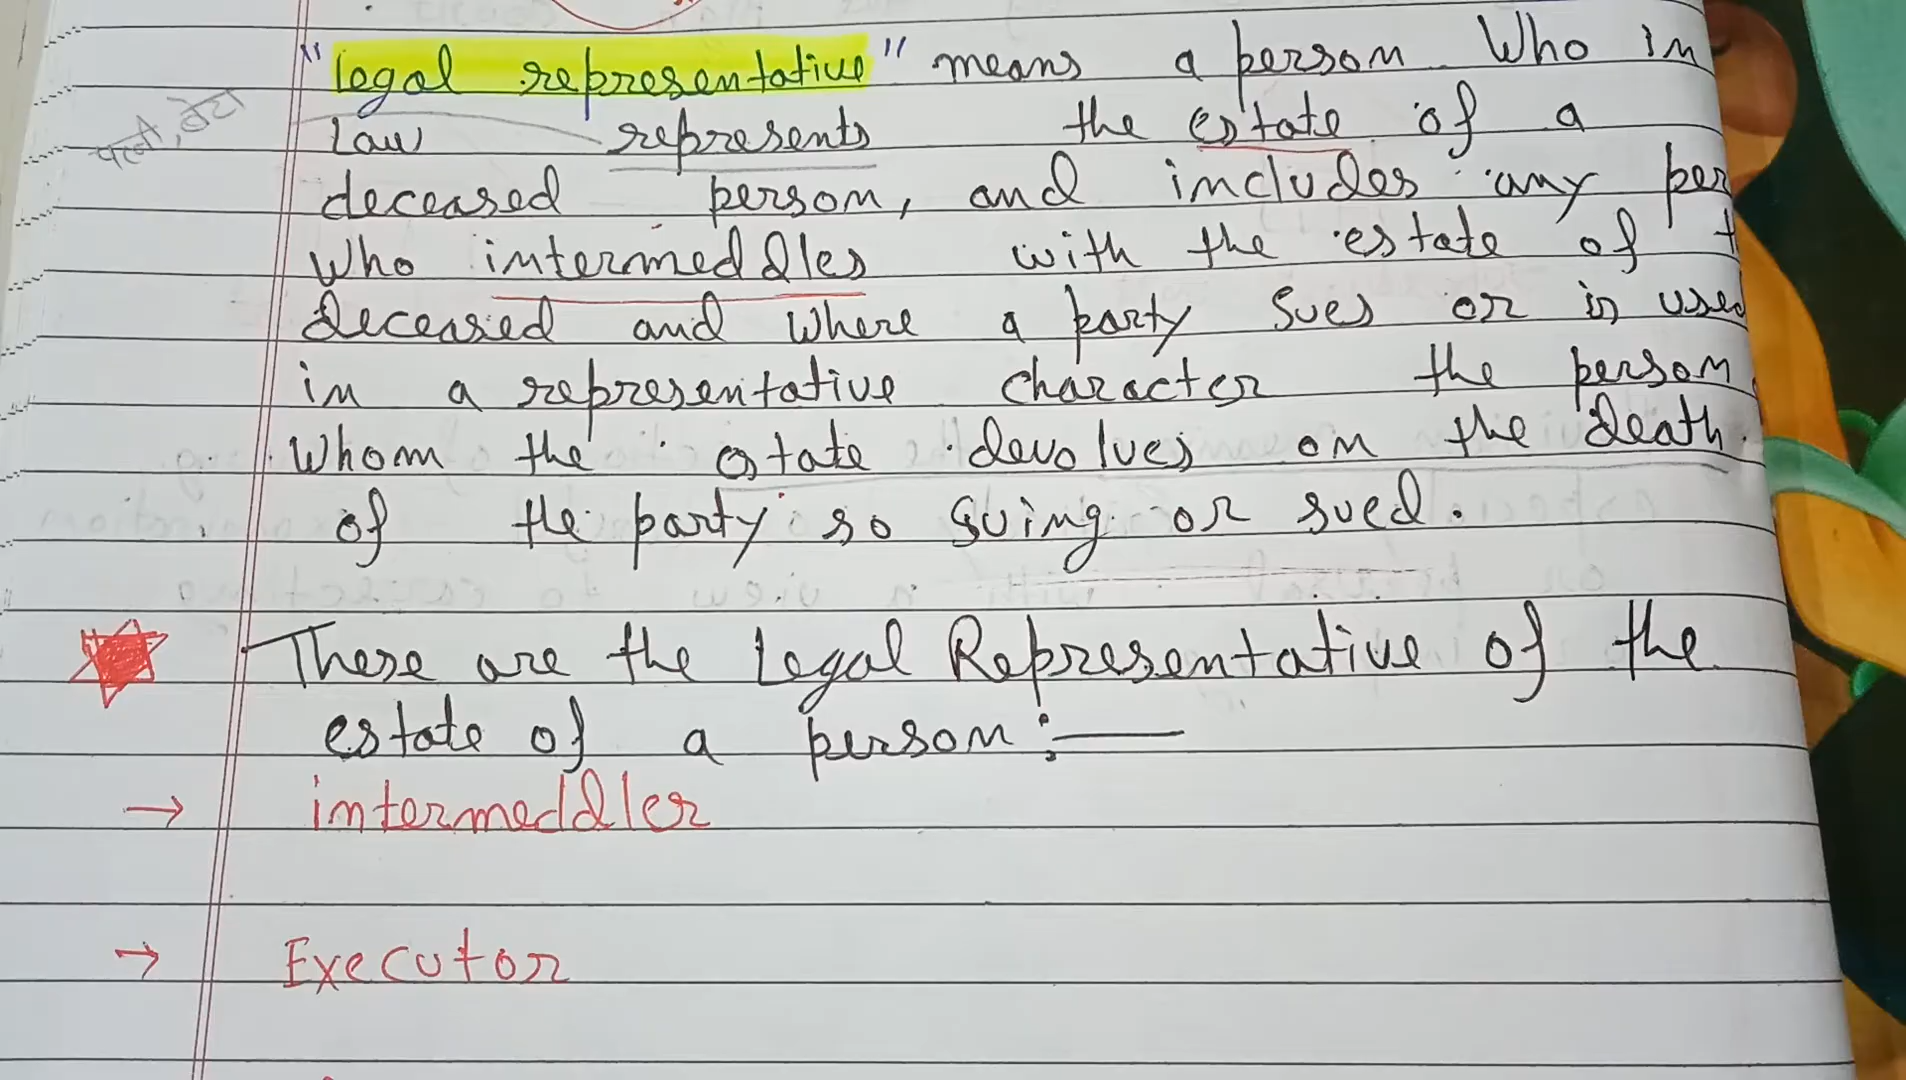 "legal representative" means a person Who in
law represents the estate of a
पत्नी, बेटा
deceased person, and includes any per
Who intermeddles with the estate of t
deceased and where a party sues or is used
in a representative character the person
Whom the estate devolves on the death
of the party so suing or sued.
These are the Legal Representative of the
estate of a person:—
→ intermeddler
→ Executor